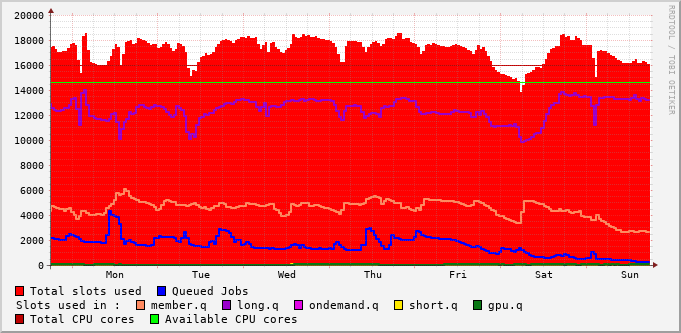 20000
18000
16000
14000
12000
10000
8000
6000
4000
2000
0
Mon Tue Wed Thu Fri Sat Sun
RRDTOOL / TOBI OETIKER
Total slots used Queued Jobs
Slots used in : member.q long.q ondemand.q short.q gpu.q
Total CPU cores Available CPU cores